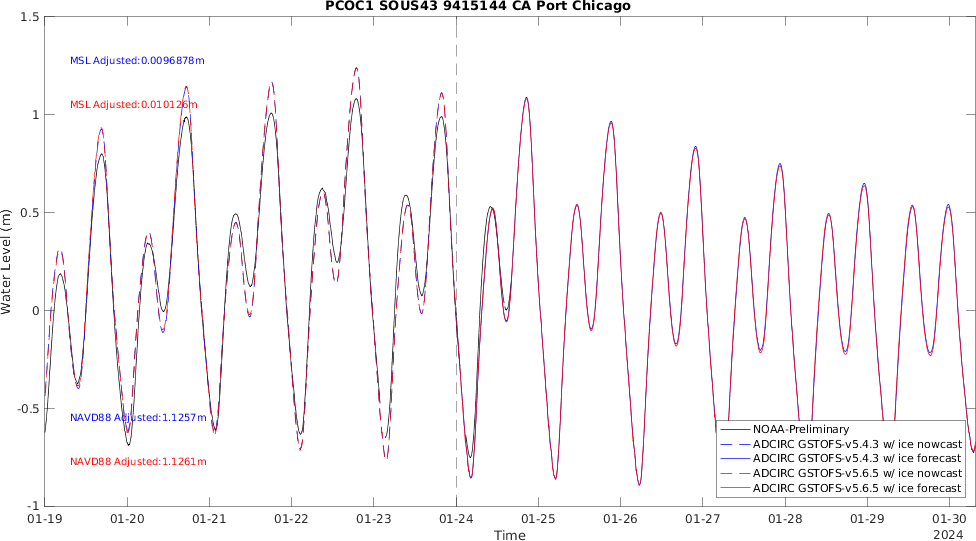 PCOC1 SOUS43 9415144 CA Port Chicago
1.5
MSL Adjusted:0.0096878m
MSL Adjusted:0.010126m
1
0.5
Water Level (m)
0
-0.5
NAVD88 Adjusted:1.1257m
NAVD88 Adjusted:1.1261m
-1
NOAA-Preliminary
ADCIRC GSTOFS-v5.4.3 w/ ice nowcast
ADCIRC GSTOFS-v5.4.3 w/ ice forecast
ADCIRC GSTOFS-v5.6.5 w/ ice nowcast
ADCIRC GSTOFS-v5.6.5 w/ ice forecast
01-19 01-20 01-21 01-22 01-23 01-24 01-25 01-26 01-27 01-28 01-29 01-30
Time
2024